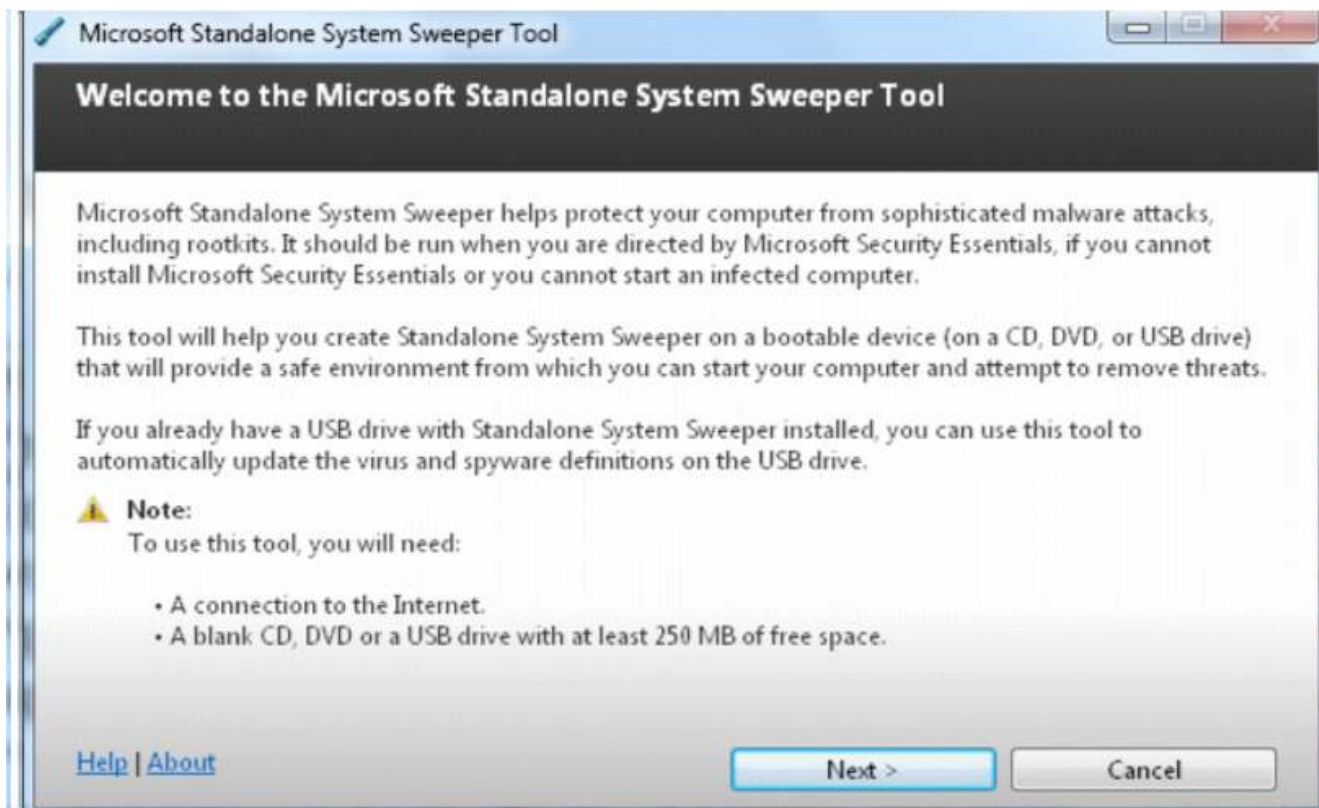 Microsoft Standalone System Sweeper Tool
Welcome to the Microsoft Standalone System Sweeper Tool
Microsoft Standalone System Sweeper helps protect your computer from sophisticated malware attacks,
including rootkits. It should be run when you are directed by Microsoft Security Essentials, if you cannot
install Microsoft Security Essentials or you cannot start an infected computer.
This tool will help you create Standalone System Sweeper on a bootable device (on a CD, DVD, or USB drive)
that will provide a safe environment from which you can start your computer and attempt to remove threats.
If you already have a USB drive with Standalone System Sweeper installed, you can use this tool to
automatically update the virus and spyware definitions on the USB drive.
Note:
To use this tool, you will need:
• A connection to the Internet.
• A blank CD, DVD or a USB drive with at least 250 MB of free space.
Help | About
Next >
Cancel